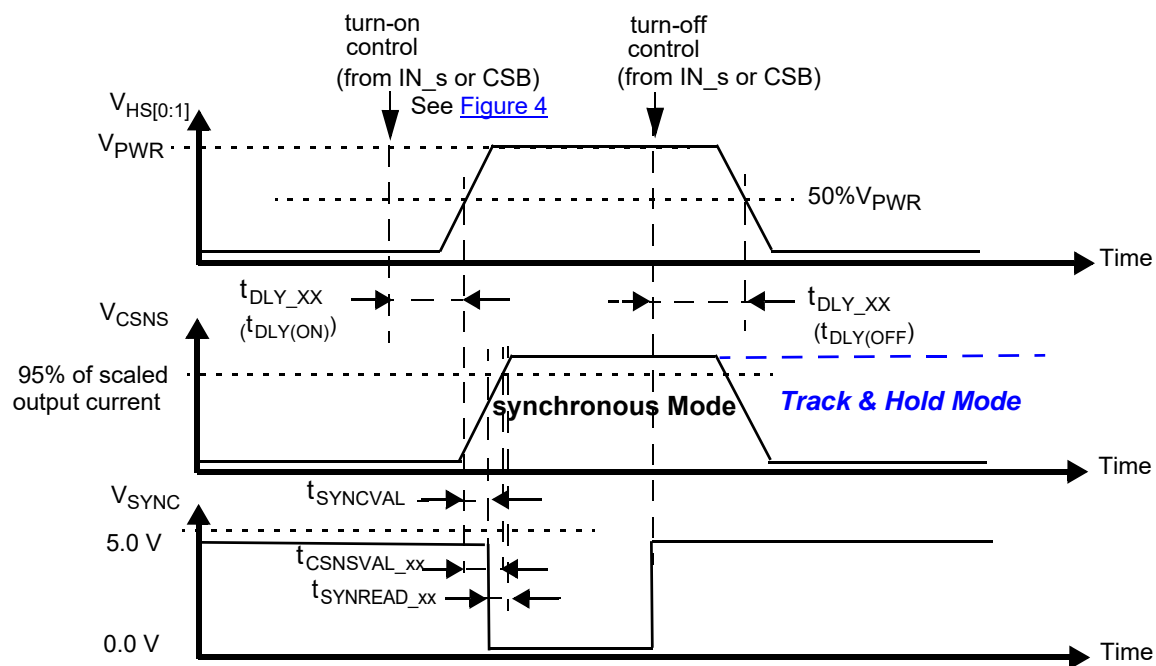 turn-on
control
(from IN_s or CSB)
See Figure 4
turn-off
control
(from IN_s or CSB)
VHS[0:1]
VPWR
50%VPWR
Time
tDLY_XX
(tDLY(ON))
tDLY_XX
(tDLY(OFF)
VCSNS
95% of scaled
output current
synchronous Mode
Track & Hold Mode
Time
tSYNCVAL
VSYNC
5.0 V
tCSNSVAL_xx
tSYNREAD_xx
0.0 V
Time